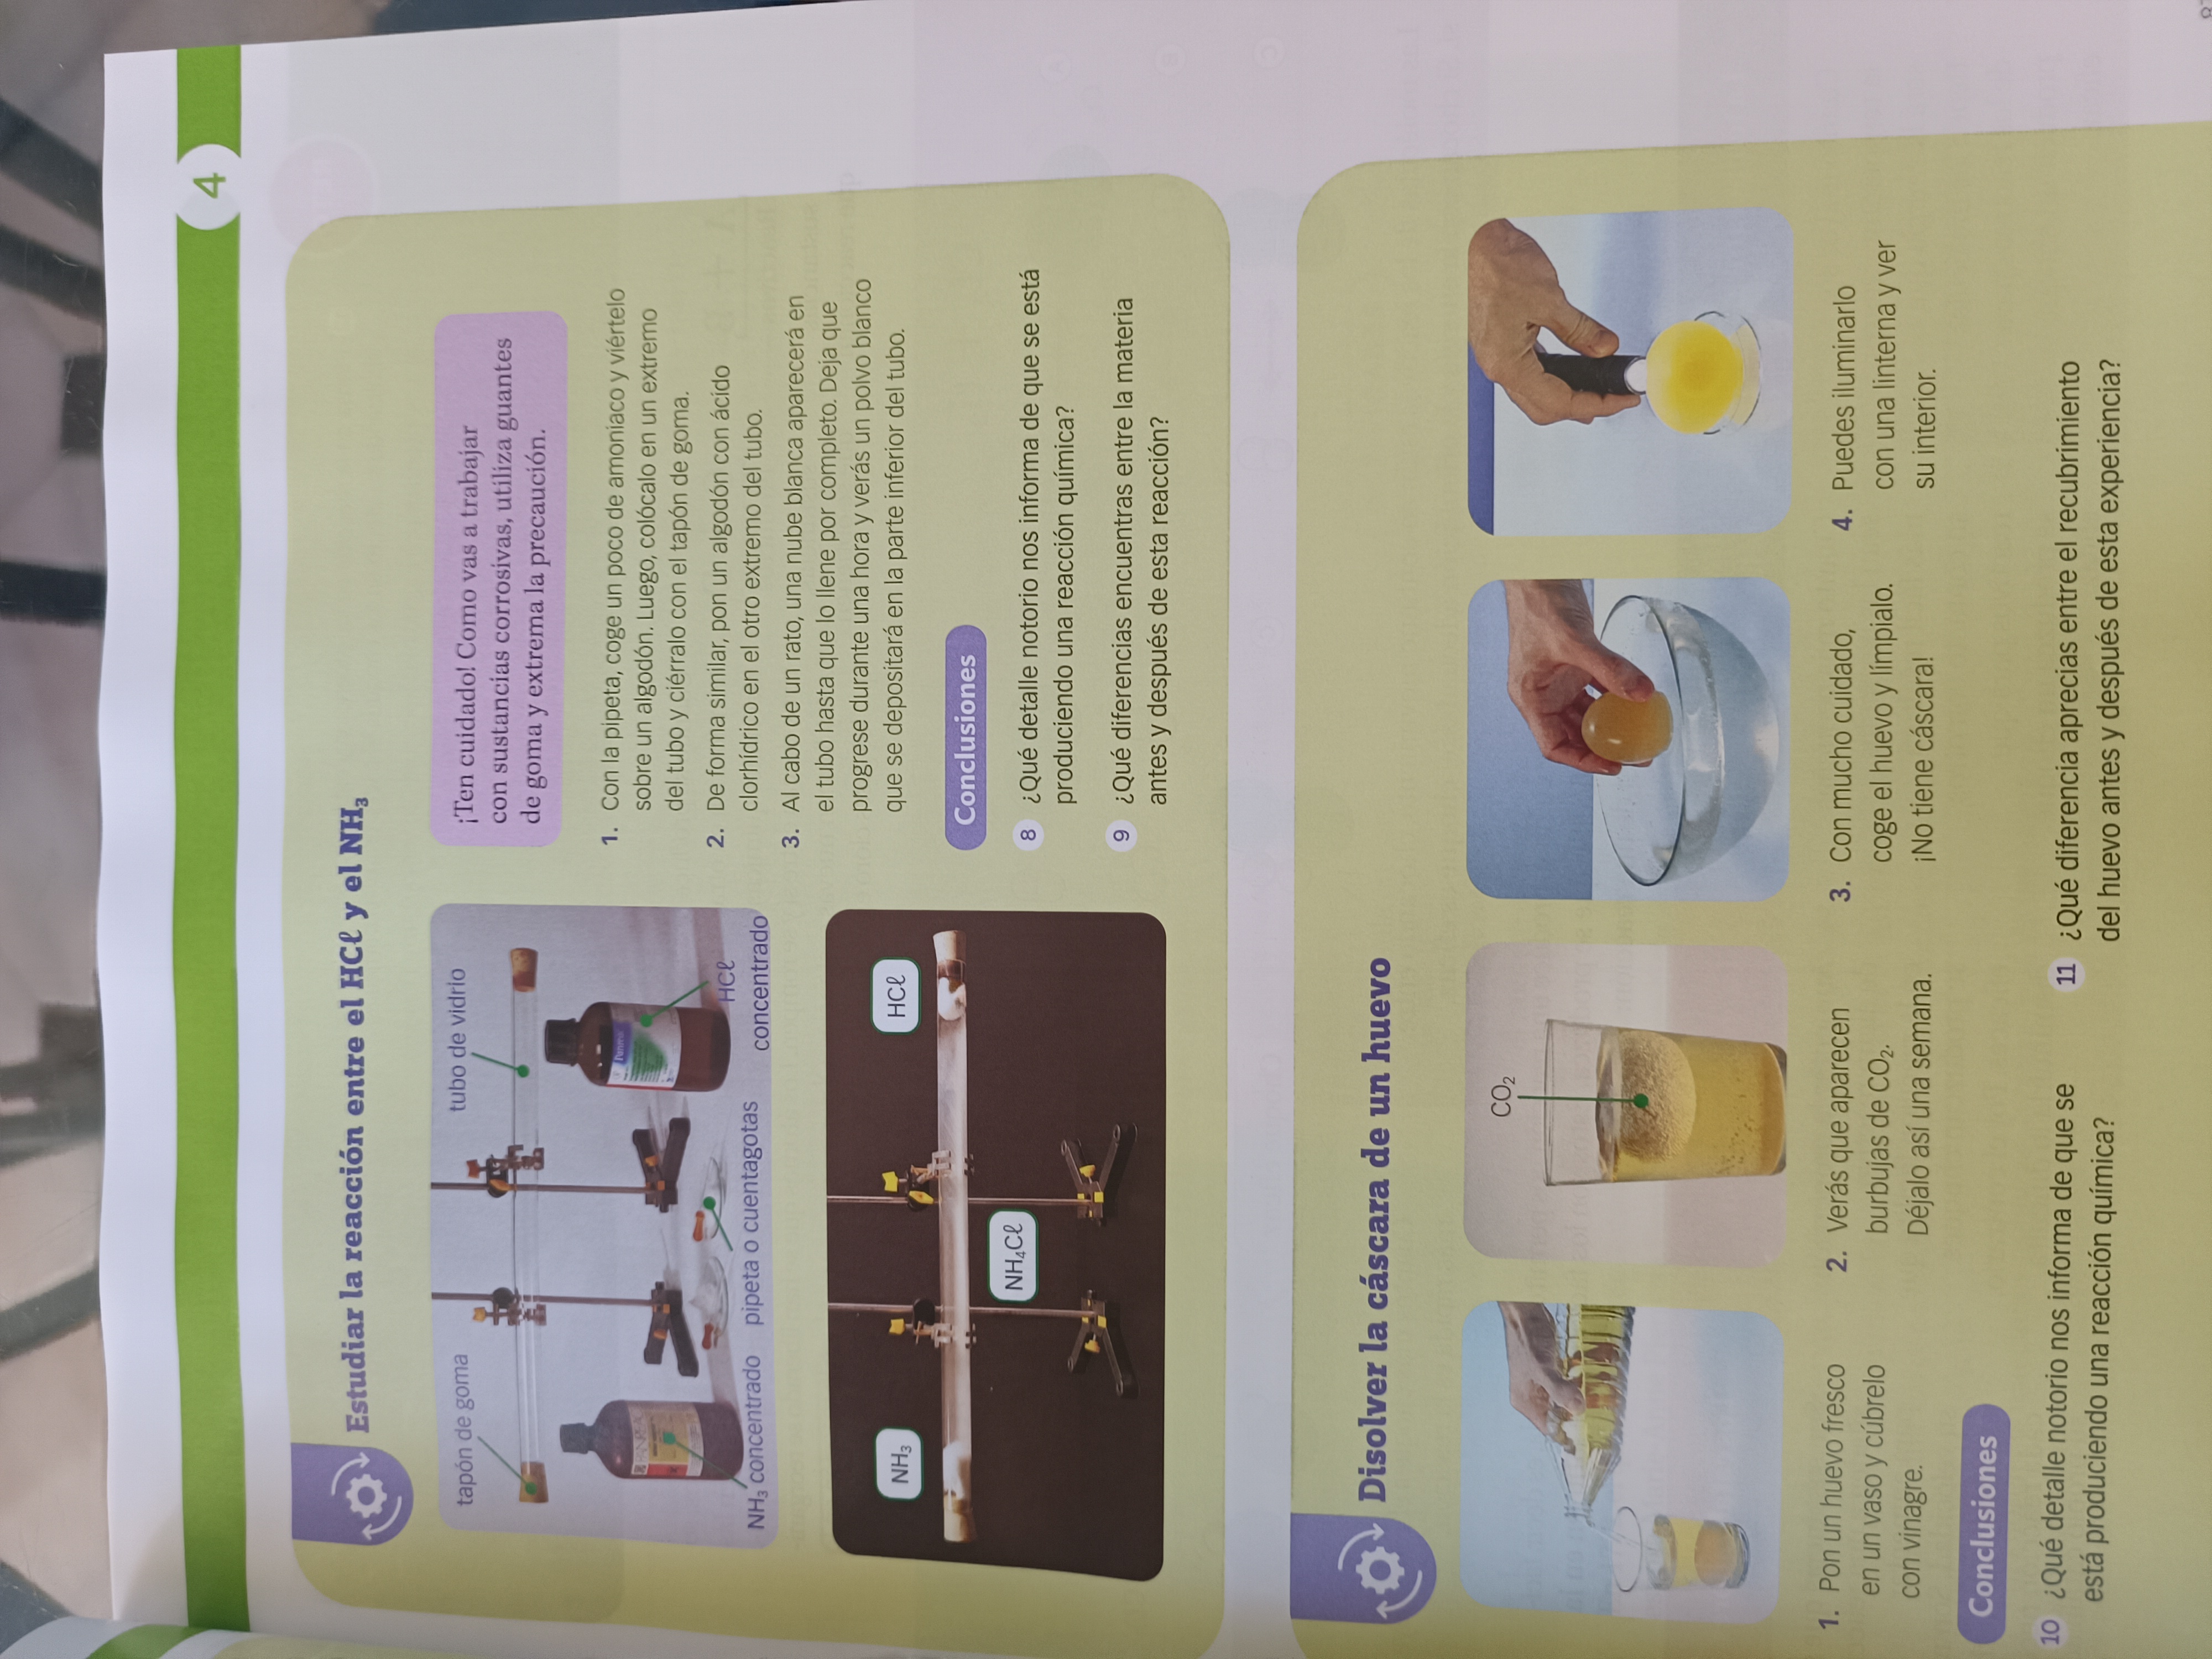 4
Estudiar la reacción entre el HCℓ y el NH₃
tapón de goma
tubo de vidrio
NH₃ concentrado
pipeta o cuentagotas
HCℓ
concentrado
NH₃
HCℓ
NH₄Cℓ
¡Ten cuidado! Como vas a trabajar
con sustancias corrosivas, utiliza guantes
de goma y extrema la precaución.
1. Con la pipeta, coge un poco de amoniaco y viértelo
sobre un algodón. Luego, colócalo en un extremo
del tubo y ciérralo con el tapón de goma.
2. De forma similar, pon un algodón con ácido
clorhídrico en el otro extremo del tubo.
3. Al cabo de un rato, una nube blanca aparecerá en
el tubo hasta que lo llene por completo. Deja que
progrese durante una hora y verás un polvo blanco
que se depositará en la parte inferior del tubo.
Conclusiones
8 ¿Qué detalle notorio nos informa de que se está
produciendo una reacción química?
9 ¿Qué diferencias encuentras entre la materia
antes y después de esta reacción?
Disolver la cáscara de un huevo
CO₂
1. Pon un huevo fresco
en un vaso y cúbrelo
con vinagre.
2. Verás que aparecen
burbujas de CO₂.
Déjalo así una semana.
3. Con mucho cuidado,
coge el huevo y límpialo.
¡No tiene cáscara!
4. Puedes iluminarlo
con una linterna y ver
su interior.
Conclusiones
10 ¿Qué detalle notorio nos informa de que se
está produciendo una reacción química?
11 ¿Qué diferencia aprecias entre el recubrimiento
del huevo antes y después de esta experiencia?